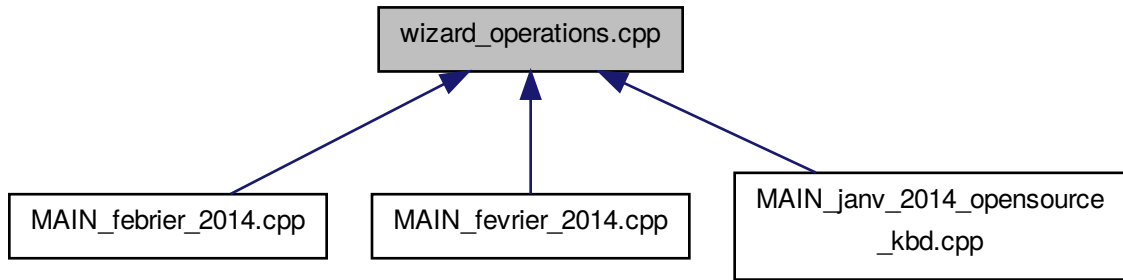 wizard_operations.cpp
MAIN_febrier_2014.cpp
MAIN_fevrier_2014.cpp
MAIN_janv_2014_opensource
_kbd.cpp